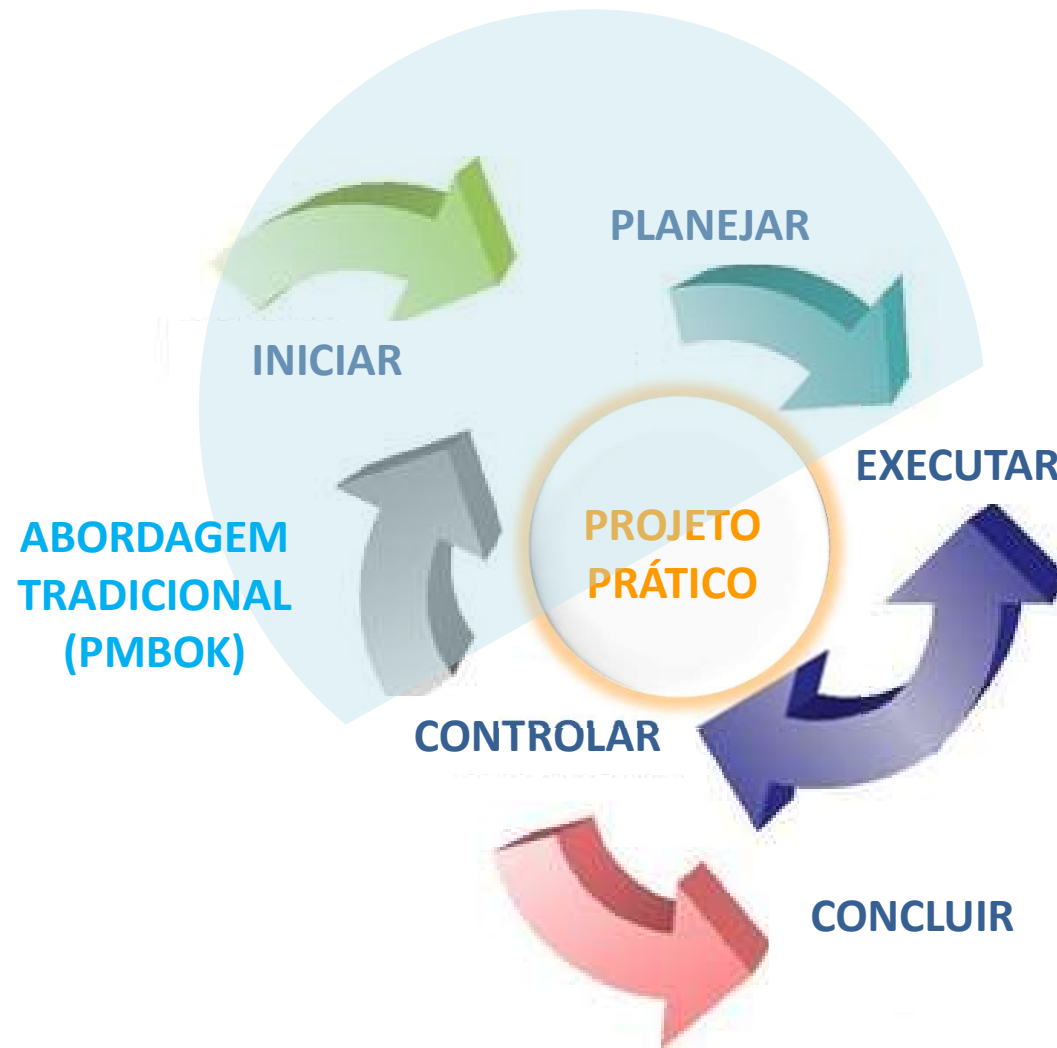 PLANEJAR
INICIAR
EXECUTAR
ABORDAGEM
TRADICIONAL
(PMBOK)
PROJETO
PRÁTICO
CONTROLAR
CONCLUIR